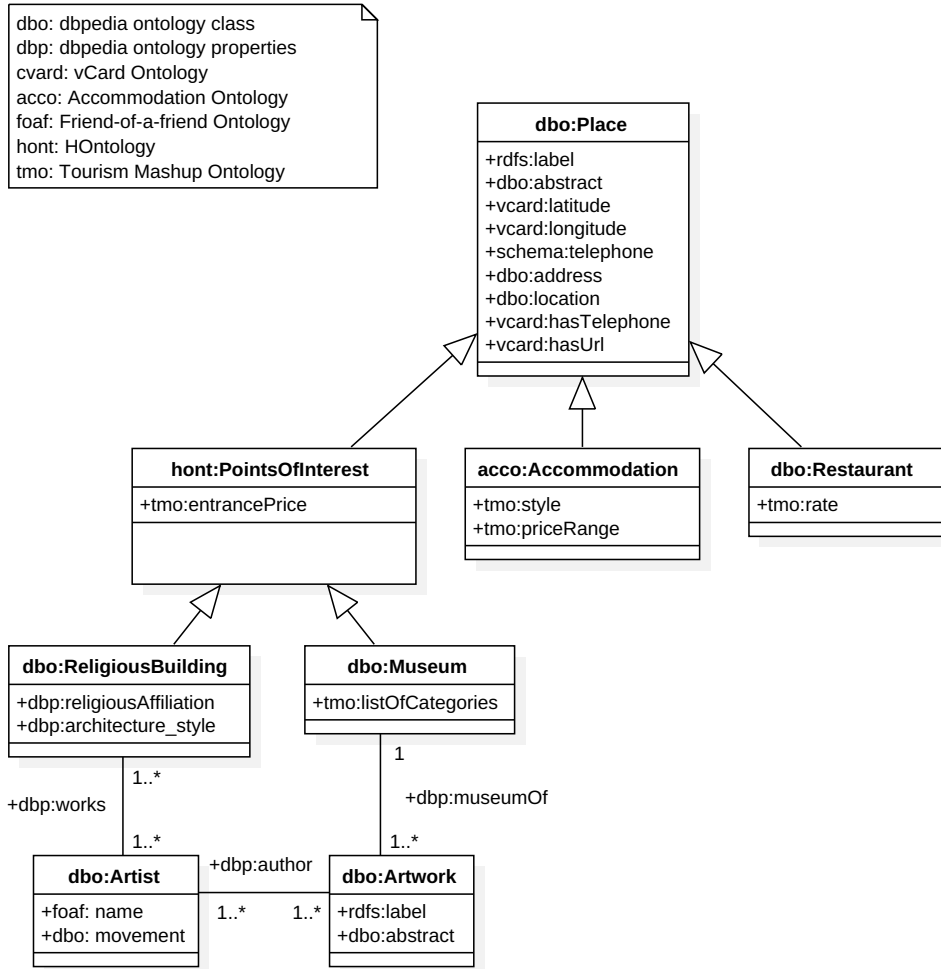 dbo: dbpedia ontology class
dbp: dbpedia ontology properties
cvard: vCard Ontology
acco: Accommodation Ontology
foaf: Friend-of-a-friend Ontology
hont: HOntology
tmo: Tourism Mashup Ontology
dbo:Place
+rdfs:label
+dbo:abstract
+vcard:latitude
+vcard:longitude
+schema:telephone
+dbo:address
+dbo:location
+vcard:hasTelephone
+vcard:hasUrl
hont:PointsOfInterest
+tmo:entrancePrice
acco:Accommodation
+tmo:style
+tmo:priceRange
dbo:Restaurant
+tmo:rate
dbo:ReligiousBuilding
+dbp:religiousAffiliation
+dbp:architecture_style
dbo:Museum
+tmo:listOfCategories
1..*
+dbp:works
1..*
1
+dbp:museumOf
1..*
dbo:Artist
+foaf: name
+dbo: movement
+dbp:author
1..*
1..*
dbo:Artwork
+rdfs:label
+dbo:abstract